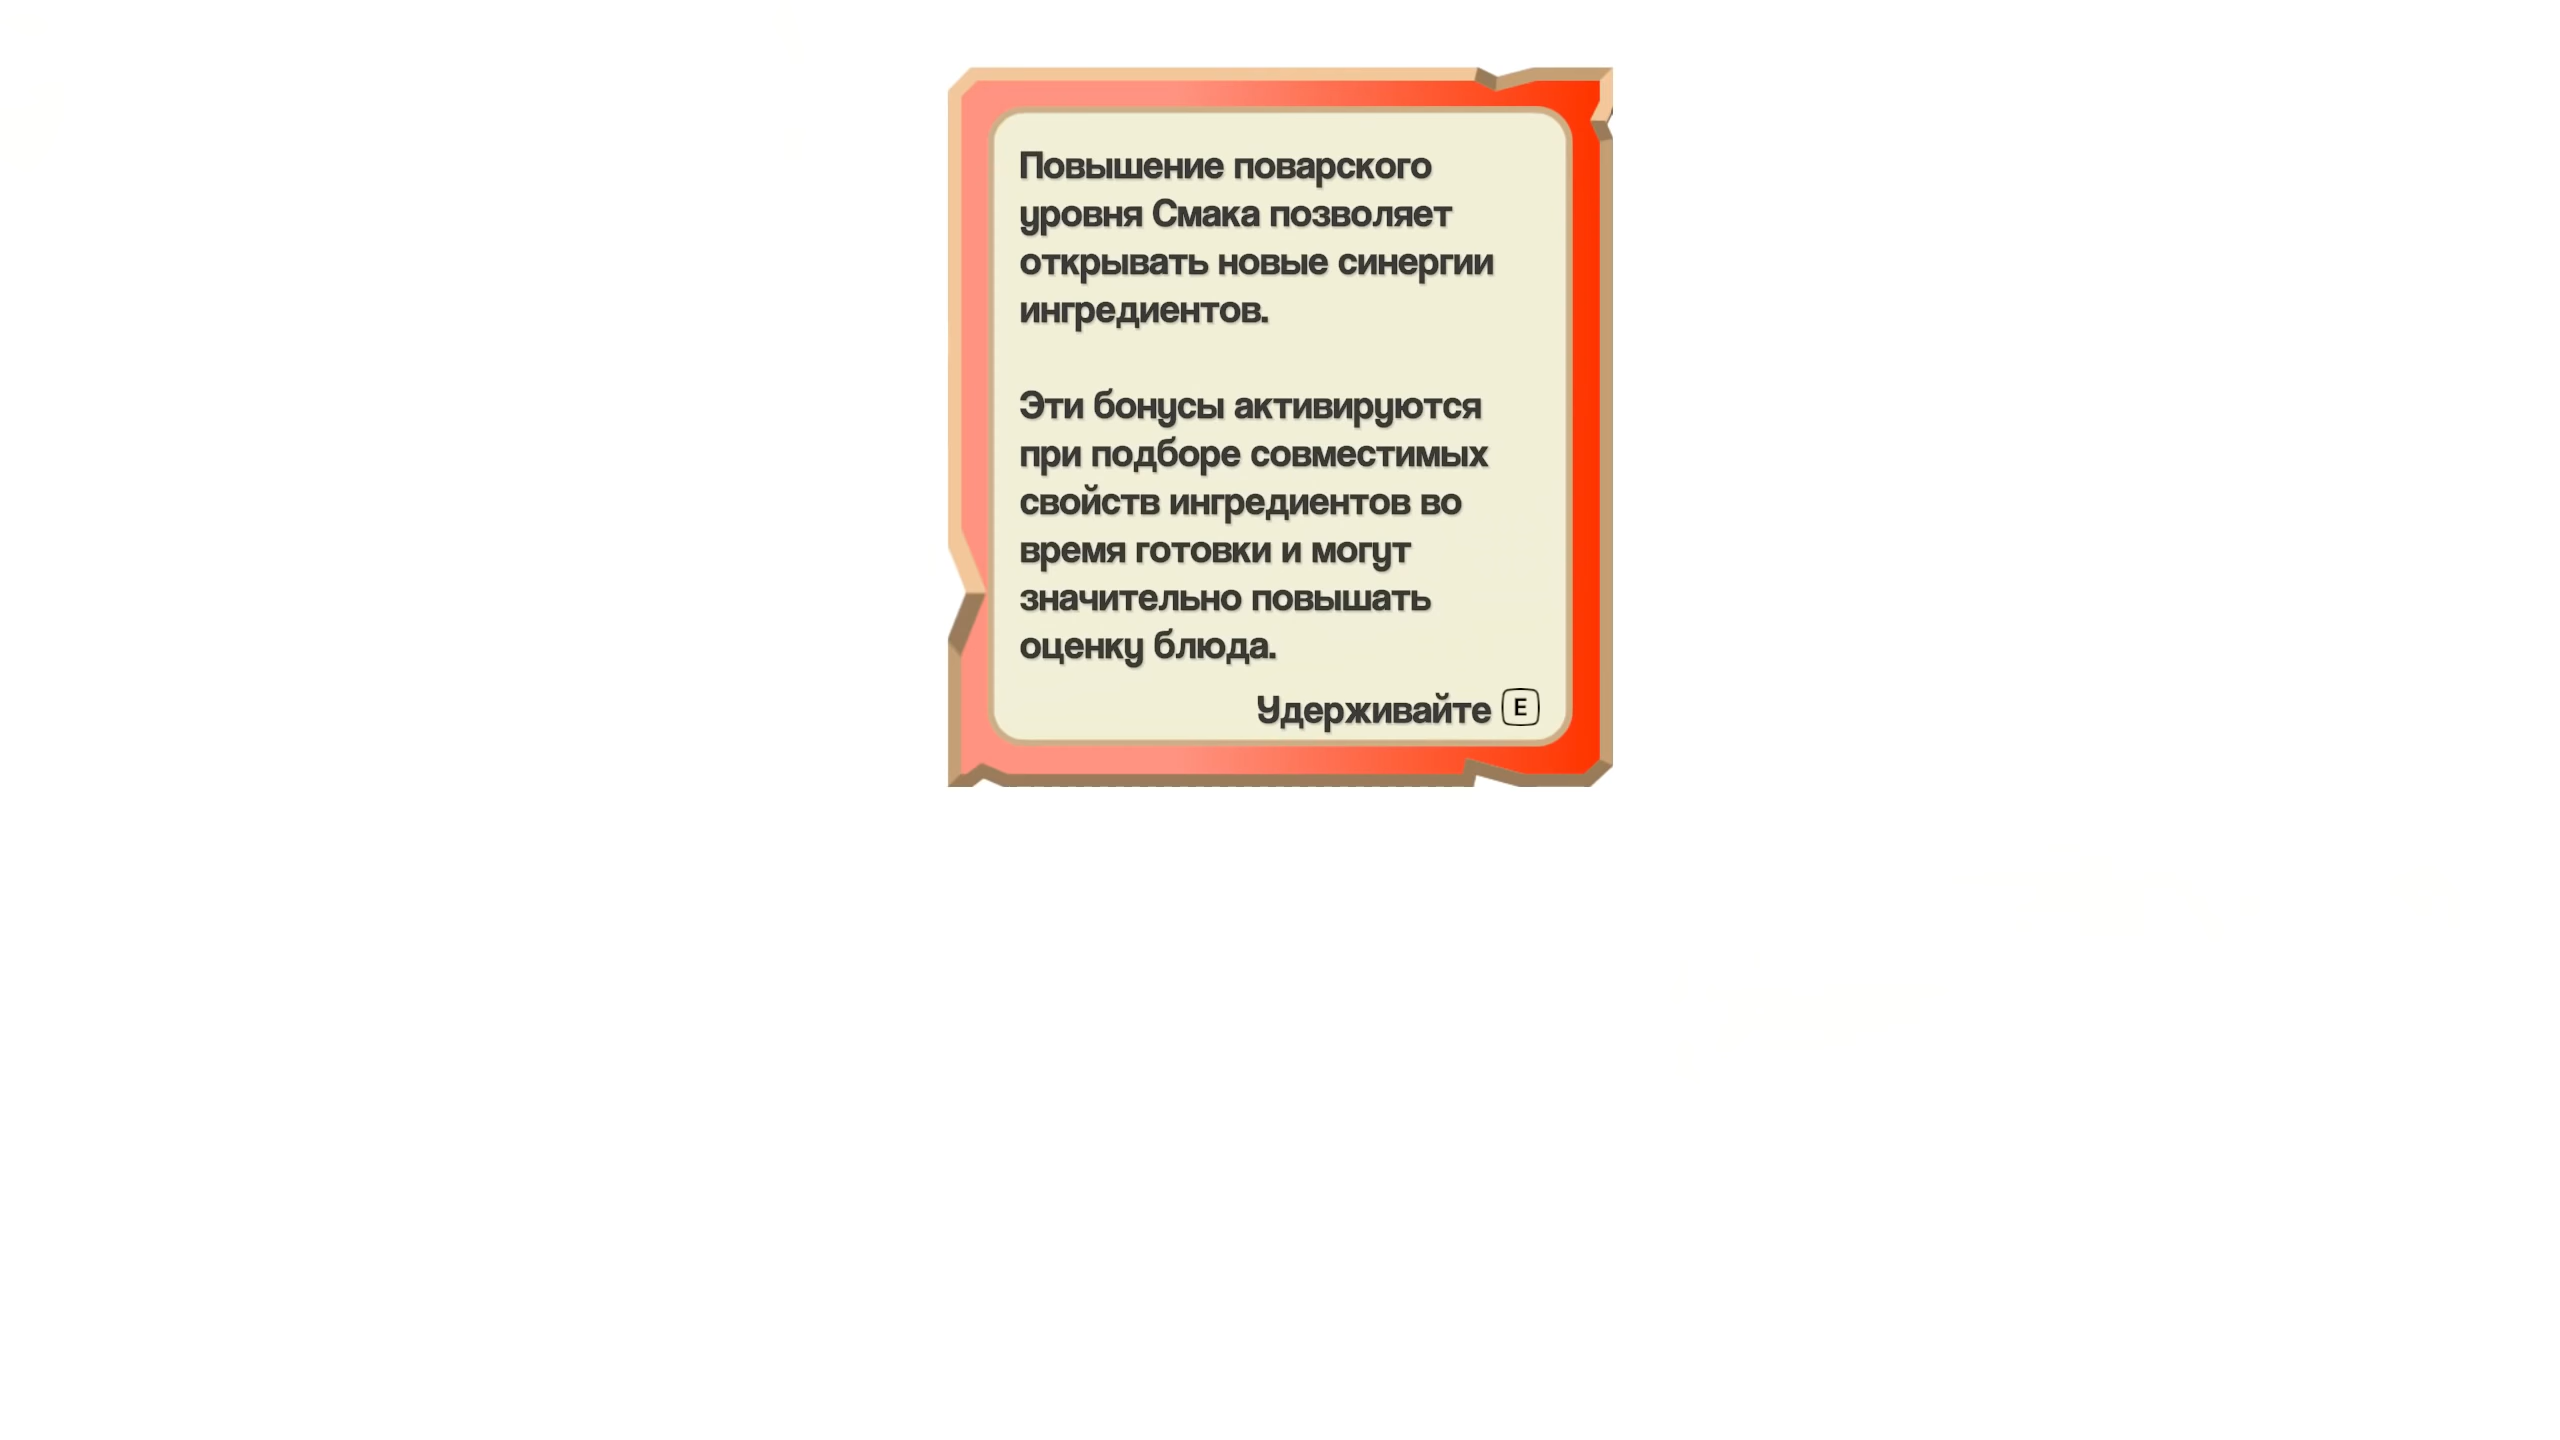 Повышение поварского
уровня Смака позволяет
открывать новые синергии
ингредиентов.
Эти бонусы активируются
при подборе совместимых
свойств ингредиентов во
время готовки и могут
значительно повышать
оценку блюда.
Удерживайте E